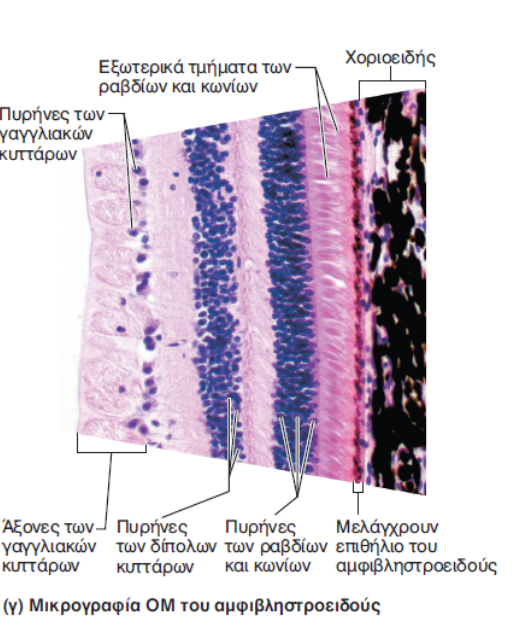 Εξωτερικά τμήματα των
ραβδίων και κωνίων
Χοριοειδής
Πυρήνες των
γαγγλιακών
κυττάρων
Άξονες των
γαγγλιακών
κυττάρων
Πυρήνες
των δίπολων
κυττάρων
Πυρήνες
των ραβδίων
και κωνίων
Μελάγχρουν
επιθήλιο του
αμφιβληστροειδούς
(γ) Μικρογραφία ΟΜ του αμφιβληστροειδούς